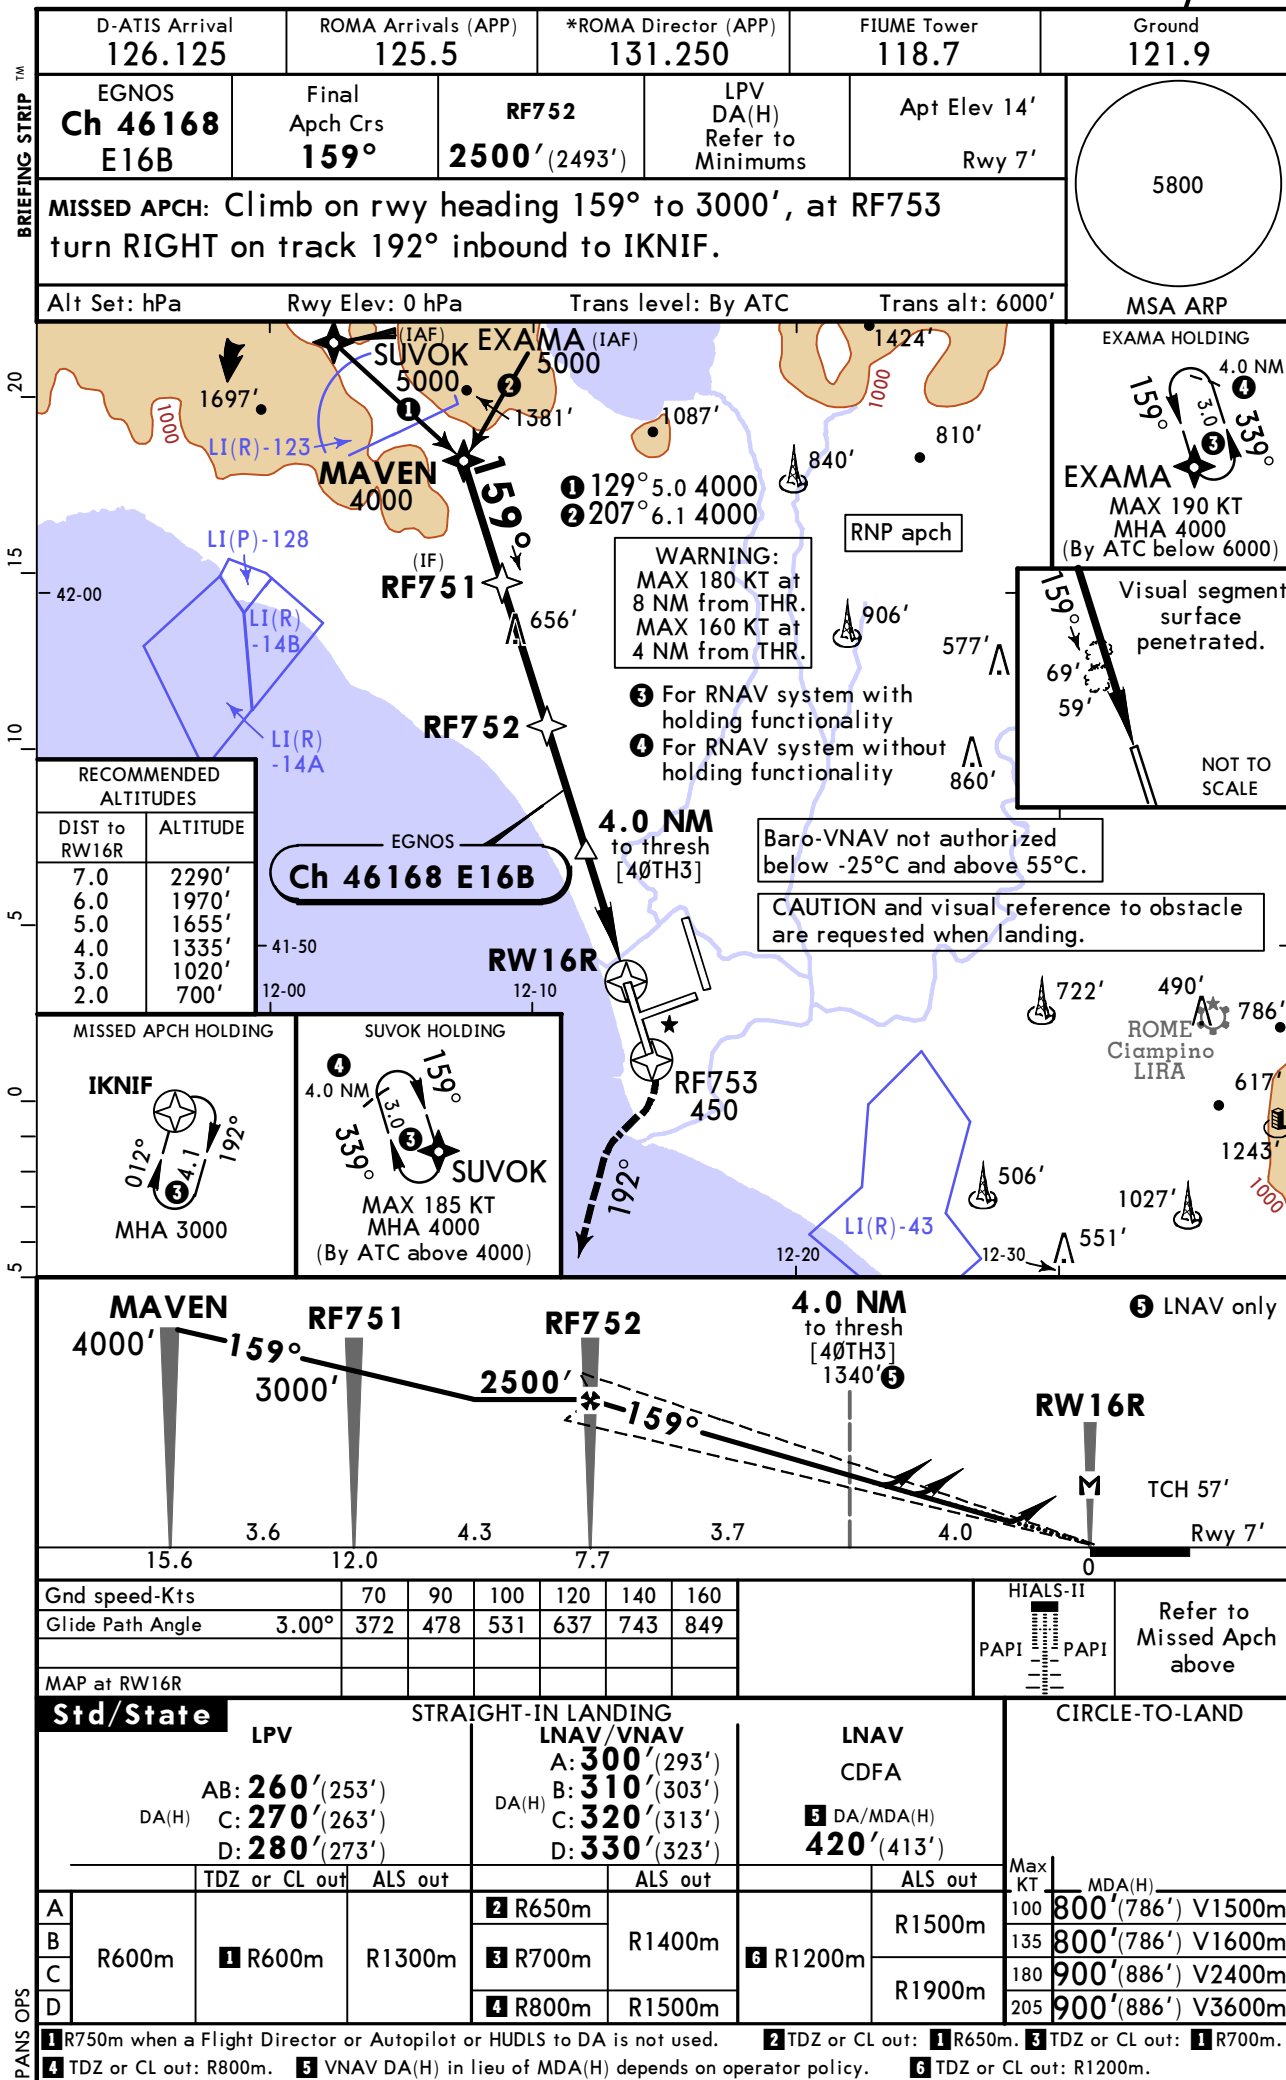 D-ATIS Arrival
126.125
ROMA Arrivals (APP)
125.5
*ROMA Director (APP)
131.250
FIUME Tower
118.7
Ground
121.9
BRIEFING STRIP TM
EGNOS
Ch 46168
E16B
Final
Apch Crs
159°
RF752
2500' (2493')
LPV
DA(H)
Refer to
Minimums
Apt Elev 14'
Rwy 7'
5800
MSA ARP
MISSED APCH: Climb on rwy heading 159° to 3000', at RF753
turn RIGHT on track 192° inbound to IKNIF.
Alt Set: hPa Rwy Elev: 0 hPa Trans level: By ATC Trans alt: 6000'
(IAF)
SUVOK
5000
EXAMA (IAF)
5000
1424'
1697'
1000
1381'
1087'
1000
810'
LI(R)-123
1
2
MAVEN
4000
159°
1 129° 5.0 4000
2 207° 6.1 4000
840'
RNP apch
EXAMA HOLDING
4.0 NM
4
159°
3.0
3
339°
EXAMA
MAX 190 KT
MHA 4000
(By ATC below 6000)
LI(P)-128
42-00
LI(R)
-14B
(IF)
RF751
656'
WARNING:
MAX 180 KT at
8 NM from THR.
MAX 160 KT at
4 NM from THR.
906'
577'
159°
Visual segment
surface
penetrated.
69'
59'
NOT TO
SCALE
3 For RNAV system with
holding functionality
4 For RNAV system without
holding functionality
860'
RF752
LI(R)
-14A
RECOMMENDED
ALTITUDES
DIST to
RW16R
ALTITUDE
7.0 2290'
6.0 1970'
5.0 1655'
4.0 1335'
3.0 1020'
2.0 700'
EGNOS
Ch 46168 E16B
4.0 NM
to thresh
[4ØTH3]
Baro-VNAV not authorized
below -25°C and above 55°C.
CAUTION and visual reference to obstacle
are requested when landing.
41-50
12-00
12-10
RW16R
722'
490'
786'
ROME
Ciampino
LIRA
617'
1243'
1000
RF753
450
192°
506'
1027'
551'
LI(R)-43
12-20
12-30
20
15
10
5
0
5
MISSED APCH HOLDING
IKNIF
012°
4.1
192°
3
MHA 3000
SUVOK HOLDING
4
4.0 NM
159°
3.0
3
339°
SUVOK
MAX 185 KT
MHA 4000
(By ATC above 4000)
MAVEN
4000'
159°
RF751
3000'
RF752
2500'
159°
4.0 NM
to thresh
[4ØTH3]
1340' 5
5 LNAV only
RW16R
M
TCH 57'
Rwy 7'
3.6 4.3 3.7 4.0
15.6 12.0 7.7 0
Gnd speed-Kts 70 90 100 120 140 160
Glide Path Angle 3.00° 372 478 531 637 743 849
MAP at RW16R
HIALS-II
PAPI PAPI
Refer to
Missed Apch
above
Std/State
STRAIGHT-IN LANDING
CIRCLE-TO-LAND
LPV
DA(H)
AB: 260' (253')
C: 270' (263')
D: 280' (273')
LNAV/VNAV
DA(H)
A: 300' (293')
B: 310' (303')
C: 320' (313')
D: 330' (323')
LNAV
CDFA
5 DA/MDA(H)
420' (413')
TDZ or CL out ALS out ALS out ALS out
Max
KT
MDA(H)
A
B
C
D
R600m
1 R600m
R1300m
2 R650m
3 R700m
4 R800m
R1400m
R1500m
6 R1200m
R1500m
R1900m
100 800' (786') V1500m
135 800' (786') V1600m
180 900' (886') V2400m
205 900' (886') V3600m
PANS OPS
1 R750m when a Flight Director or Autopilot or HUDLS to DA is not used. 2 TDZ or CL out: 1 R650m. 3 TDZ or CL out: 1 R700m.
4 TDZ or CL out: R800m. 5 VNAV DA(H) in lieu of MDA(H) depends on operator policy. 6 TDZ or CL out: R1200m.